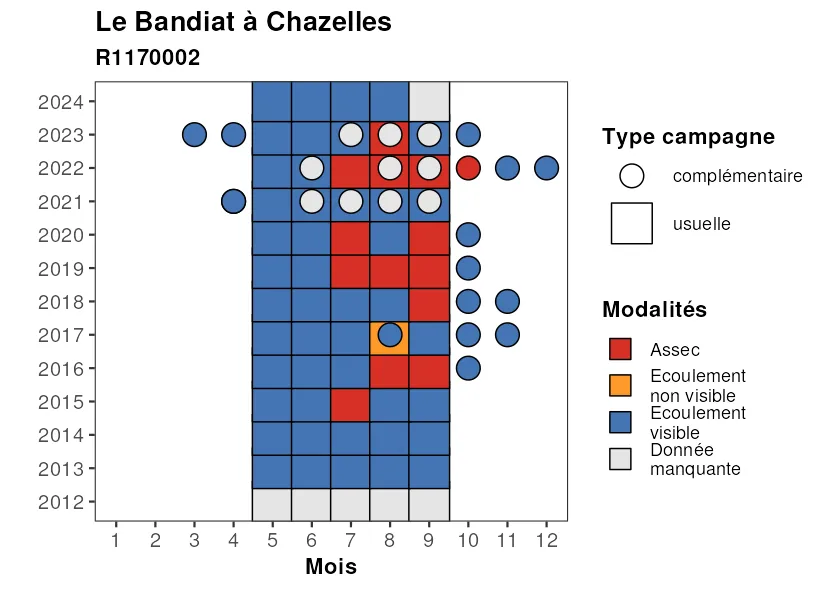 Le Bandiat à Chazelles
R1170002
2024
2023
2022
2021
2020
2019
2018
2017
2016
2015
2014
2013
2012
1 2 3 4 5 6 7 8 9 10 11 12
Mois
Type campagne
complémentaire
usuelle
Modalités
Assec
Ecoulement
non visible
Ecoulement
visible
Donnée
manquante